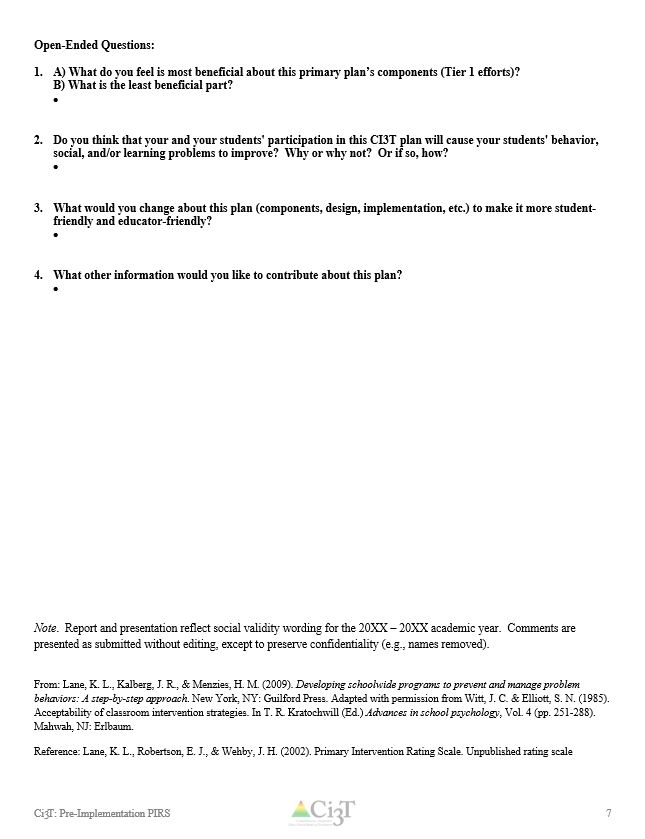 Open-Ended Questions:
1. A) What do you feel is most beneficial about this primary plan's components (Tier 1 efforts)?
B) What is the least beneficial part?
•
2. Do you think that your and your students' participation in this CI3T plan will cause your students' behavior,
social, and/or learning problems to improve? Why or why not? Or if so, how?
•
3. What would you change about this plan (components, design, implementation, etc.) to make it more student-
friendly and educator-friendly?
•
4. What other information would you like to contribute about this plan?
•
Note. Report and presentation reflect social validity wording for the 20XX – 20XX academic year. Comments are
presented as submitted without editing, except to preserve confidentiality (e.g., names removed).
From: Lane, K. L., Kalberg, J. R., & Menzies, H. M. (2009). Developing schoolwide programs to prevent and manage problem
behaviors: A step-by-step approach. New York, NY: Guilford Press. Adapted with permission from Witt, J. C. & Elliott, S. N. (1985).
Acceptability of classroom intervention strategies. In T. R. Kratochwill (Ed.) Advances in school psychology, Vol. 4 (pp. 251-288).
Mahwah, NJ: Erlbaum.
Reference: Lane, K. L., Robertson, E. J., & Wehby, J. H. (2002). Primary Intervention Rating Scale. Unpublished rating scale
Ci3T: Pre-Implementation PIRS
Ci3T
7